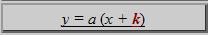 y = a (x + k)